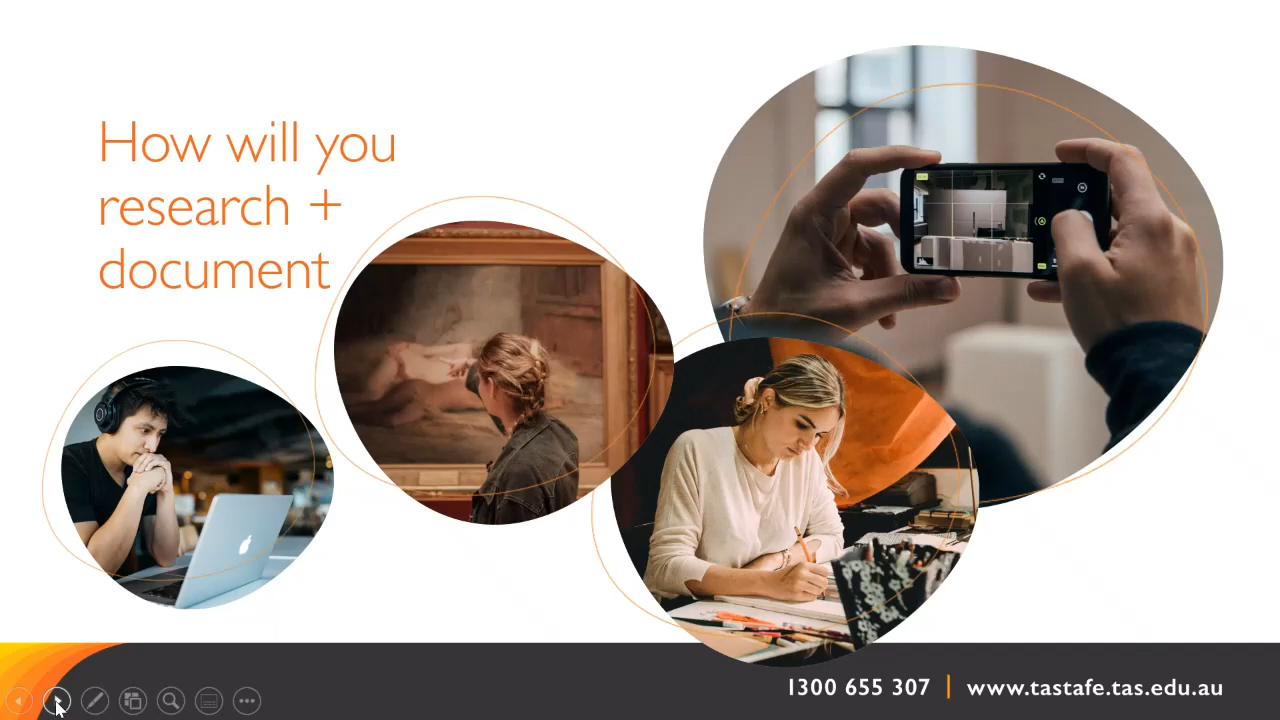 How will you
research +
document
1300 655 307 | www.tastafe.tas.edu.au